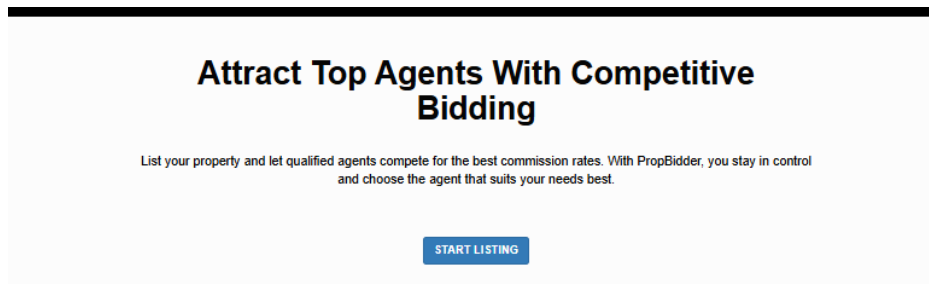 Attract Top Agents With Competitive
Bidding
List your property and let qualified agents compete for the best commission rates. With PropBidder, you stay in control
and choose the agent that suits your needs best.
START LISTING